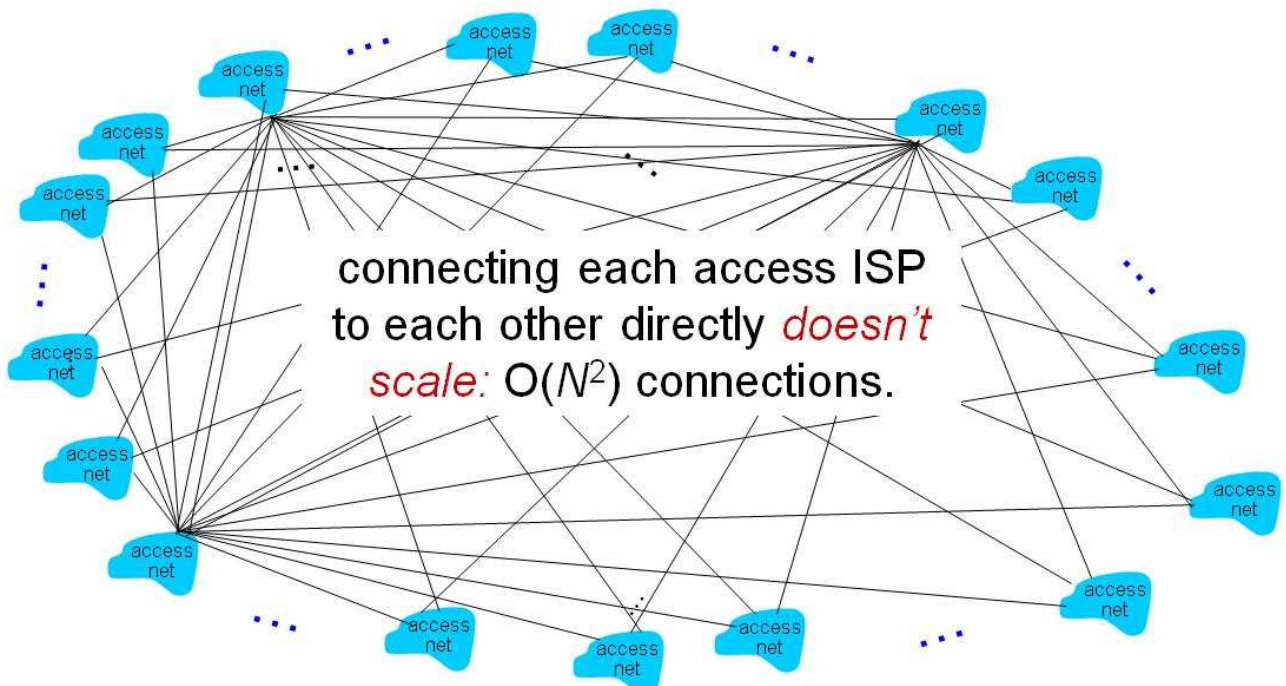 access
net
access
net
access
net
access
net
access
net
access
net
access
net
connecting each access ISP
to each other directly doesn't
scale: O(N²) connections.
access
net
access
net
access
net
access
net
access
net
access
net
access
net
access
net
access
net